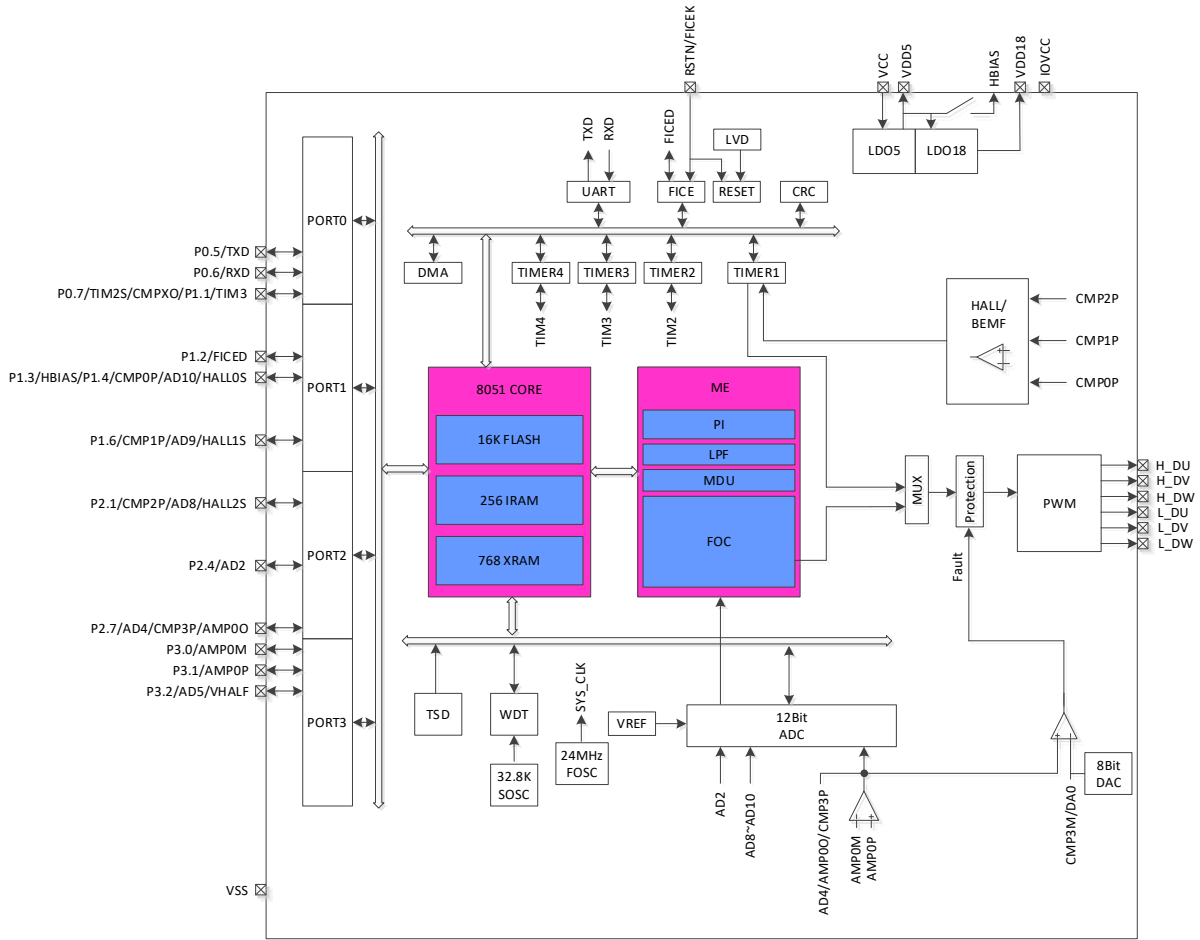 RSTN/FICEK
VCC
VDD5
HBIAS
VDD18
IOVCC
TXD
RXD
FICED
LVD
LDO5
LDO18
UART
FICE
RESET
CRC
PORT0
P0.5/TXD
P0.6/RXD
P0.7/TIM2S/CMPXO/P1.1/TIM3
DMA
TIMER4
TIMER3
TIMER2
TIMER1
TIM4
TIM3
TIM2
HALL/
BEMF
CMP2P
CMP1P
CMP0P
P1.2/FICED
P1.3/HBIAS/P1.4/CMP0P/AD10/HALL0S
PORT1
P1.6/CMP1P/AD9/HALL1S
8051 CORE
16K FLASH
256 IRAM
768 XRAM
ME
PI
LPF
MDU
FOC
MUX
Protection
PWM
H_DU
H_DV
H_DW
L_DU
L_DV
L_DW
Fault
P2.1/CMP2P/AD8/HALL2S
PORT2
P2.4/AD2
P2.7/AD4/CMP3P/AMP0O
P3.0/AMP0M
P3.1/AMP0P
P3.2/AD5/VHALF
PORT3
TSD
WDT
SYS_CLK
VREF
12Bit
ADC
32.8K
SOSC
24MHz
FOSC
8Bit
DAC
AD2
AD8~AD10
AD4/AMP0O/CMP3P
AMP0M
AMP0P
CMP3M/DA0
VSS